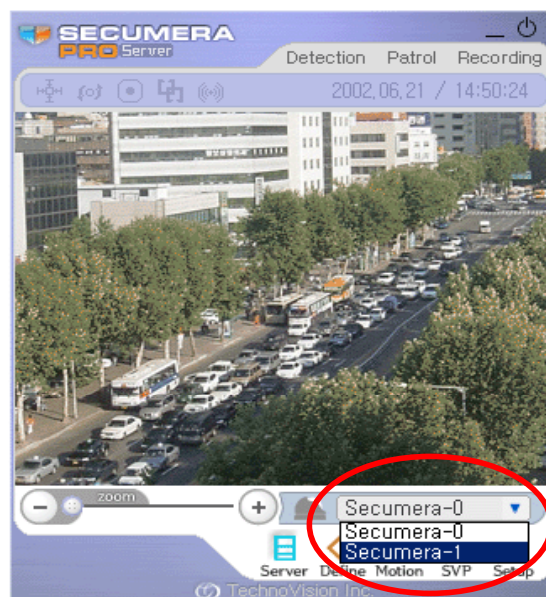 SECUMERA
PRO Server
Detection Patrol Recording
2002,06,21 / 14:50:24
zoom
Secumera-0
Secumera-0
Secumera-1
Server Define Motion SVP Setup
TechnoVision Inc.